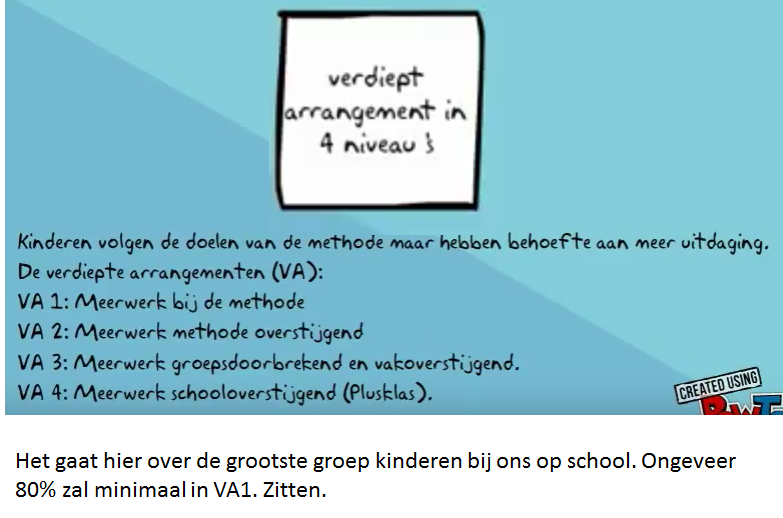 verdiept
arrangement in
4 niveau's
Kinderen volgen de doelen van de methode maar hebben behoefte aan meer uitdaging.
De verdiepte arrangementen (VA):
VA 1: Meerwerk bij de methode
VA 2: Meerwerk methode overstijgend
VA 3: Meerwerk groepsdoorbrekend en vakoverstijgend.
VA 4: Meerwerk schooloverstijgend (Plusklas).
CREATED USING
Het gaat hier over de grootste groep kinderen bij ons op school. Ongeveer
80% zal minimaal in VA1. Zitten.